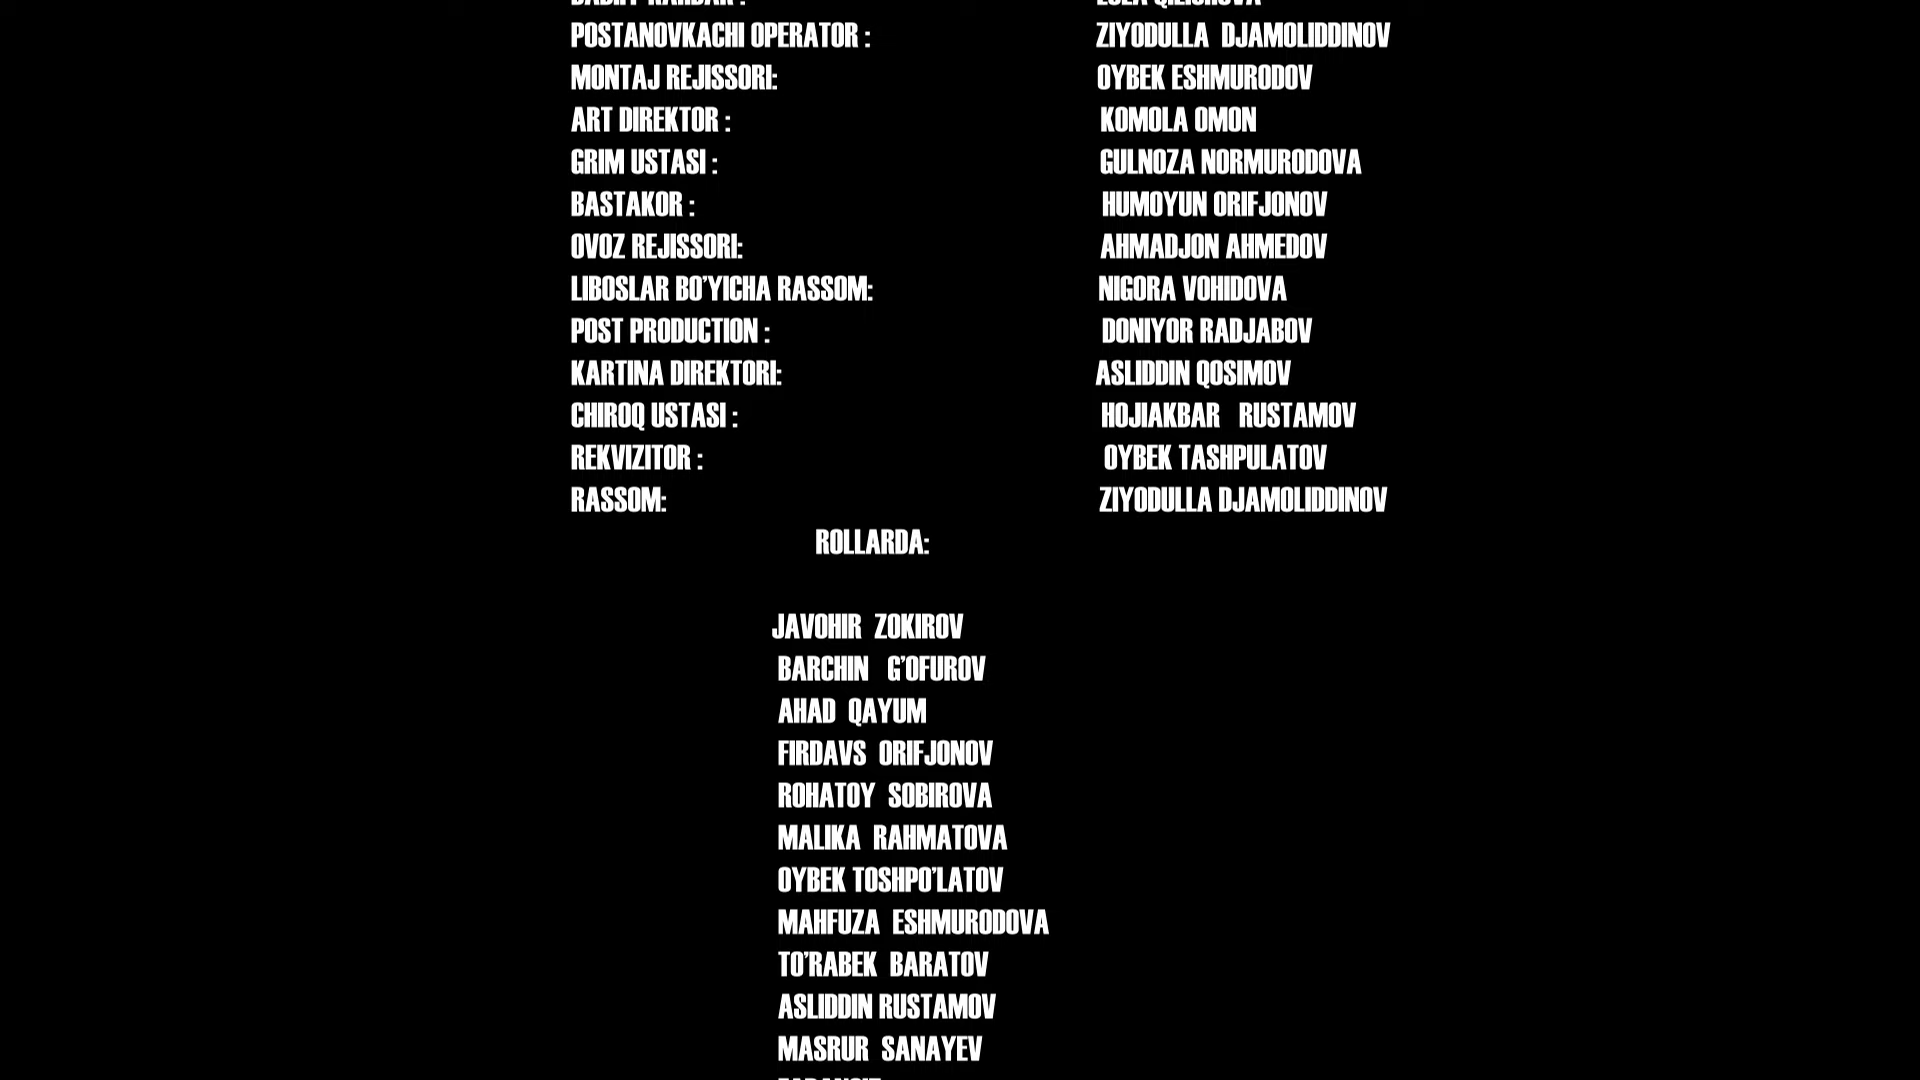 POSTANOVKACHI OPERATOR : ZIYODULLA DJAMOLIDDINOV
MONTAJ REJISSORI: OYBEK ESHMURODOV
ART DIREKTOR : KOMOLA OMON
GRIM USTASI : GULNOZA NORMURODOVA
BASTAKOR : HUMOYUN ORIFJONOV
OVOZ REJISSORI: AHMADJON AHMEDOV
LIBOSLAR BO'YICHA RASSOM: NIGORA VOHIDOVA
POST PRODUCTION : DONIYOR RADJABOV
KARTINA DIREKTORI: ASLIDDIN QOSIMOV
CHIROQ USTASI : HOJIAKBAR RUSTAMOV
REKVIZITOR : OYBEK TASHPULATOV
RASSOM: ZIYODULLA DJAMOLIDDINOV
ROLLARDA:
JAVOHIR ZOKIROV
BARCHIN G'OFUROV
AHAD QAYUM
FIRDAVS ORIFJONOV
ROHATOY SOBIROVA
MALIKA RAHMATOVA
OYBEK TOSHPO'LATOV
MAHFUZA ESHMURODOVA
TO'RABEK BARATOV
ASLIDDIN RUSTAMOV
MASRUR SANAYEV